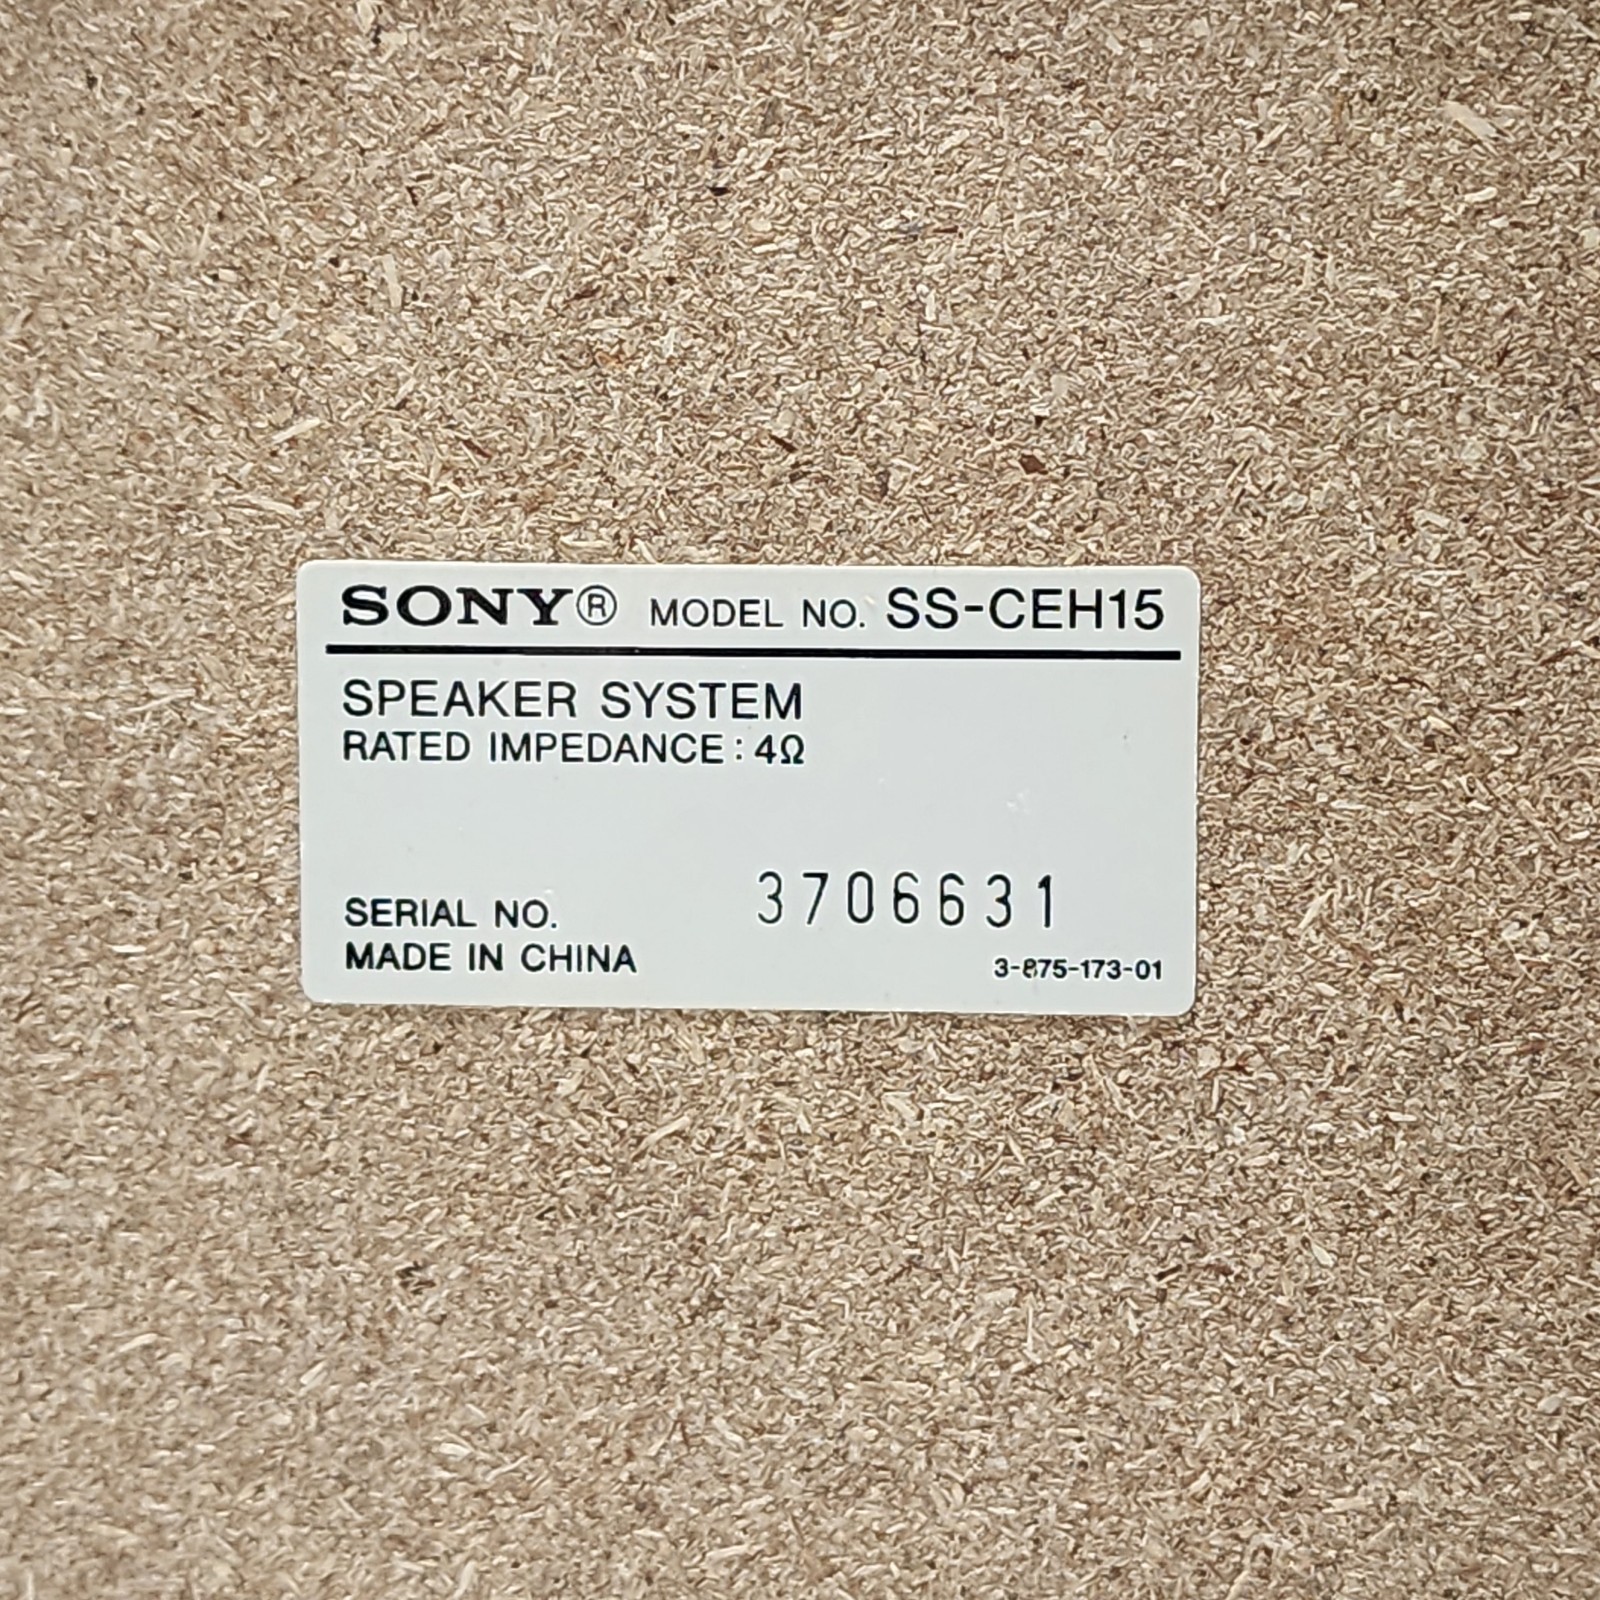 SONY® MODEL NO. SS-CEH15
SPEAKER SYSTEM
RATED IMPEDANCE : 4Ω
SERIAL NO. 3706631
MADE IN CHINA 3-875-173-01